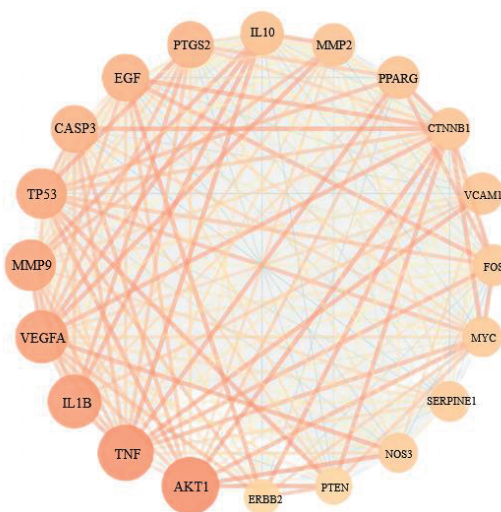 IL10
PTGS2
MMP2
EGF
PPARG
CASP3
CTNNB1
TP53
VCAM1
MMP9
FOS
VEGFA
MYC
IL1B
SERPINE1
TNF
NOS3
AKT1
PTEN
ERBB2